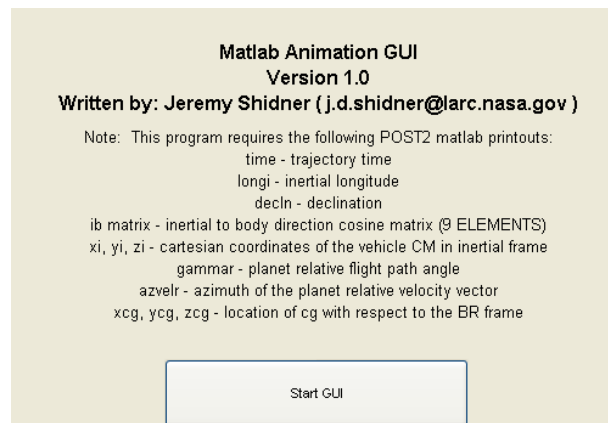 Matlab Animation GUI
Version 1.0
Written by: Jeremy Shidner ( j.d.shidner@larc.nasa.gov )
Note:  This program requires the following POST2 matlab printouts:
time - trajectory time
longi - inertial longitude
decln - declination
ib matrix - inertial to body direction cosine matrix (9 ELEMENTS)
xi, yi, zi - cartesian coordinates of the vehicle CM in inertial frame
gammar - planet relative flight path angle
azvelr - azimuth of the planet relative velocity vector
xcg, ycg, zcg - location of cg with respect to the BR frame
Start GUI